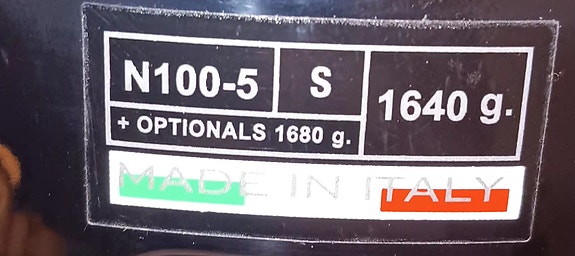 N100-5 S 1640 g.
+ OPTIONALS 1680 g.
MADE IN ITALY